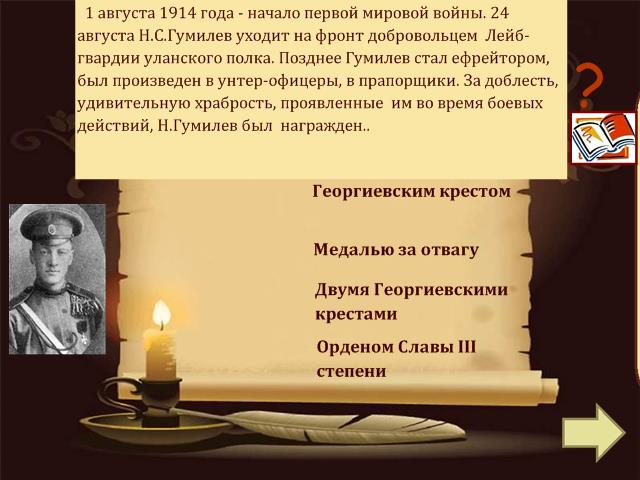 1 августа 1914 года - начало первой мировой войны. 24
августа Н.С.Гумилев уходит на фронт добровольцем Лейб-
гвардии уланского полка. Позднее Гумилев стал ефрейтором,
был произведен в унтер-офицеры, в прапорщики. За доблесть,
удивительную храбрость, проявленные им во время боевых
действий, Н.Гумилев был награжден..
?
Георгиевским крестом
Медалью за отвагу
Двумя Георгиевскими
крестами
Орденом Славы III
степени